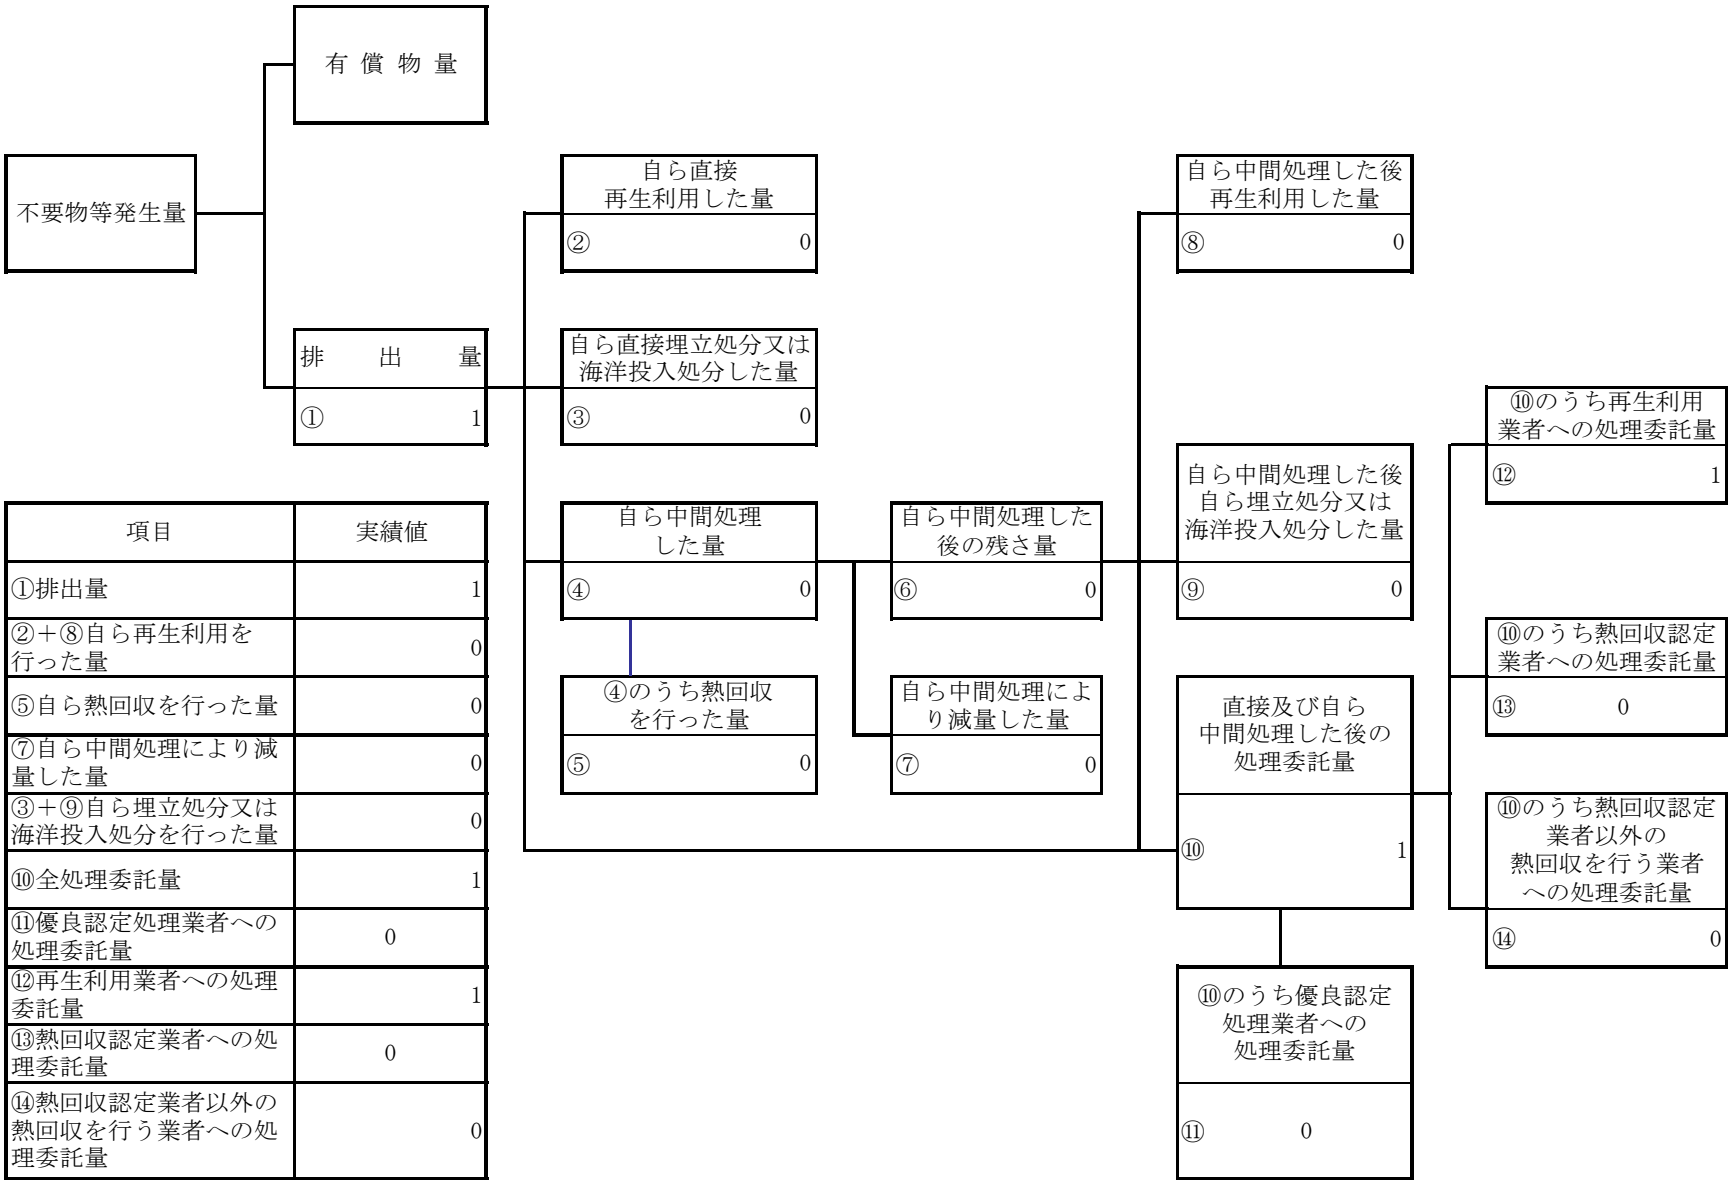 有 償 物 量
不要物等発生量
排 出 量
① 1
自ら直接
再生利用した量
② 0
自ら直接埋立処分又は
海洋投入処分した量
③ 0
自ら中間処理
した量
④ 0
④のうち熱回収
を行った量
⑤ 0
自ら中間処理した
後の残さ量
⑥ 0
自ら中間処理によ
り減量した量
⑦ 0
自ら中間処理した後
再生利用した量
⑧ 0
自ら中間処理した後
自ら埋立処分又は
海洋投入処分した量
⑨ 0
直接及び自ら
中間処理した後の
処理委託量
⑩ 1
⑩のうち優良認定
処理業者への
処理委託量
⑪ 0
⑩のうち再生利用
業者への処理委託量
⑫ 1
⑩のうち熱回収認定
業者への処理委託量
⑬ 0
⑩のうち熱回収認定
業者以外の
熱回収を行う業者
への処理委託量
⑭ 0
項目 実績値
①排出量 1
②+⑧自ら再生利用を
行った量 0
⑤自ら熱回収を行った量 0
⑦自ら中間処理により減
量した量 0
③+⑨自ら埋立処分又は
海洋投入処分を行った量 0
⑩全処理委託量 1
⑪優良認定処理業者への
処理委託量 0
⑫再生利用業者への処理
委託量 1
⑬熱回収認定業者への処
理委託量 0
⑭熱回収認定業者以外の
熱回収を行う業者への処
理委託量 0